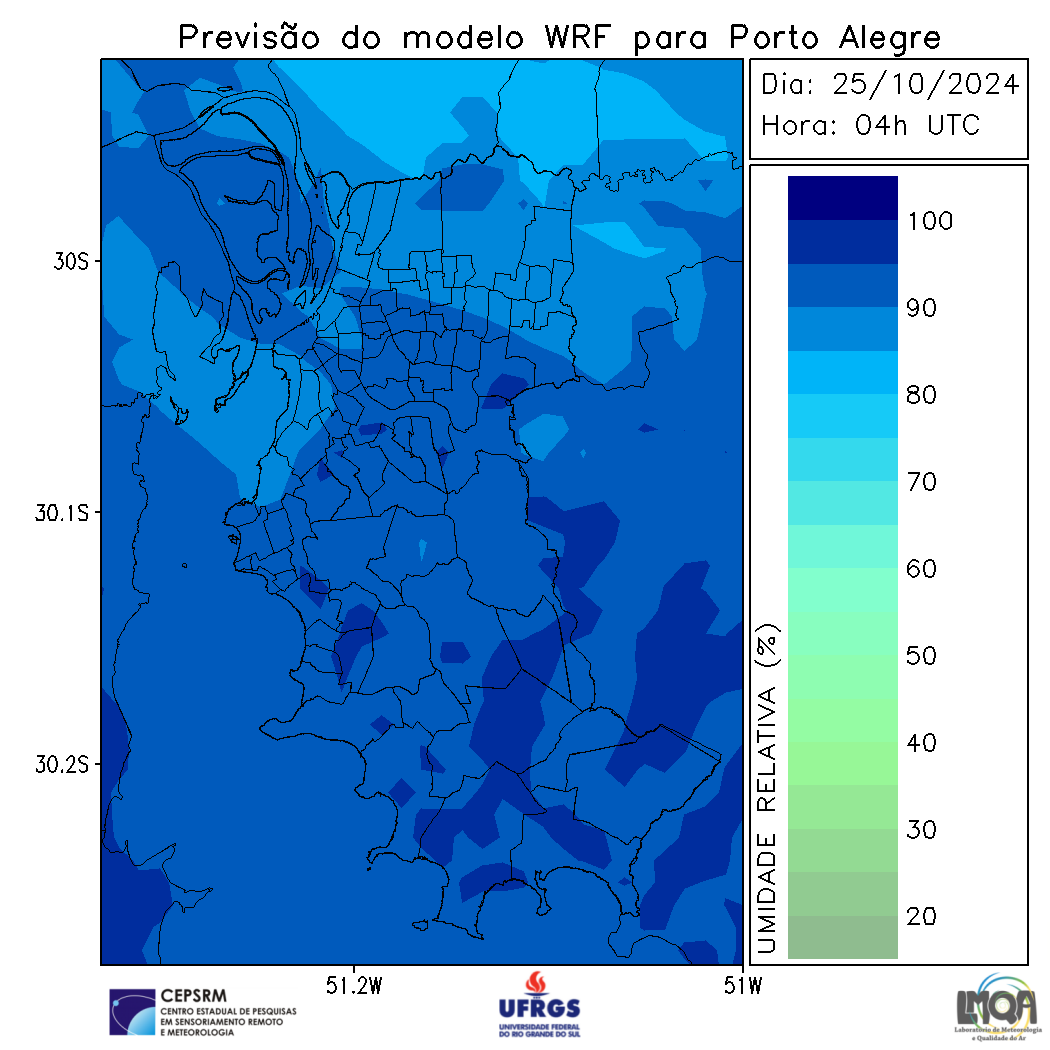 Previsão do modelo WRF para Porto Alegre
Dia: 25/10/2024
Hora: 04h UTC
30S
30.1S
30.2S
51.2W
51W
100
90
80
70
60
50
40
30
20
UMIDADE RELATIVA (%)
CEPSRM
CENTRO ESTADUAL DE PESQUISAS
EM SENSORIAMENTO REMOTO
E METEOROLOGIA
UFRGS
UNIVERSIDADE FEDERAL
DO RIO GRANDE DO SUL
LMQA
Laboratório de Meteorologia
e Qualidade do Ar